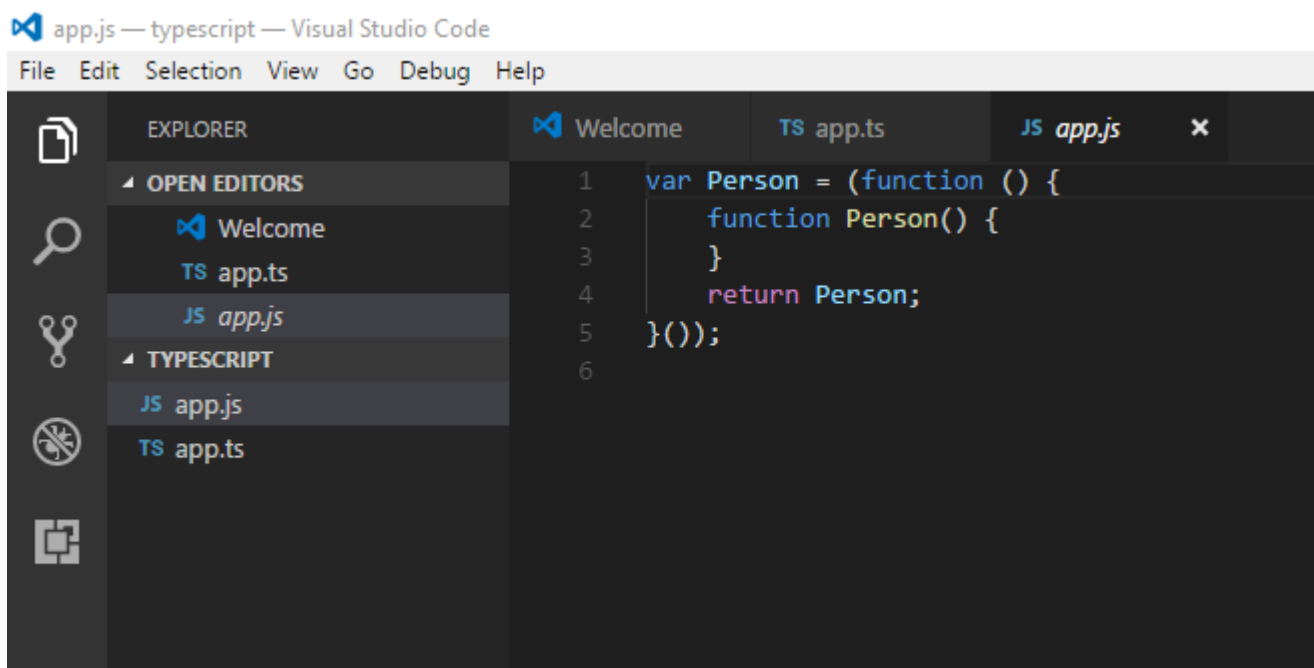 app.js — typescript — Visual Studio Code
File Edit Selection View Go Debug Help
EXPLORER
OPEN EDITORS
Welcome
TS app.ts
JS app.js
TYPESCRIPT
JS app.js
TS app.ts
Welcome TS app.ts JS app.js ×
1 var Person = (function () {
2     function Person() {
3     }
4     return Person;
5 }());
6